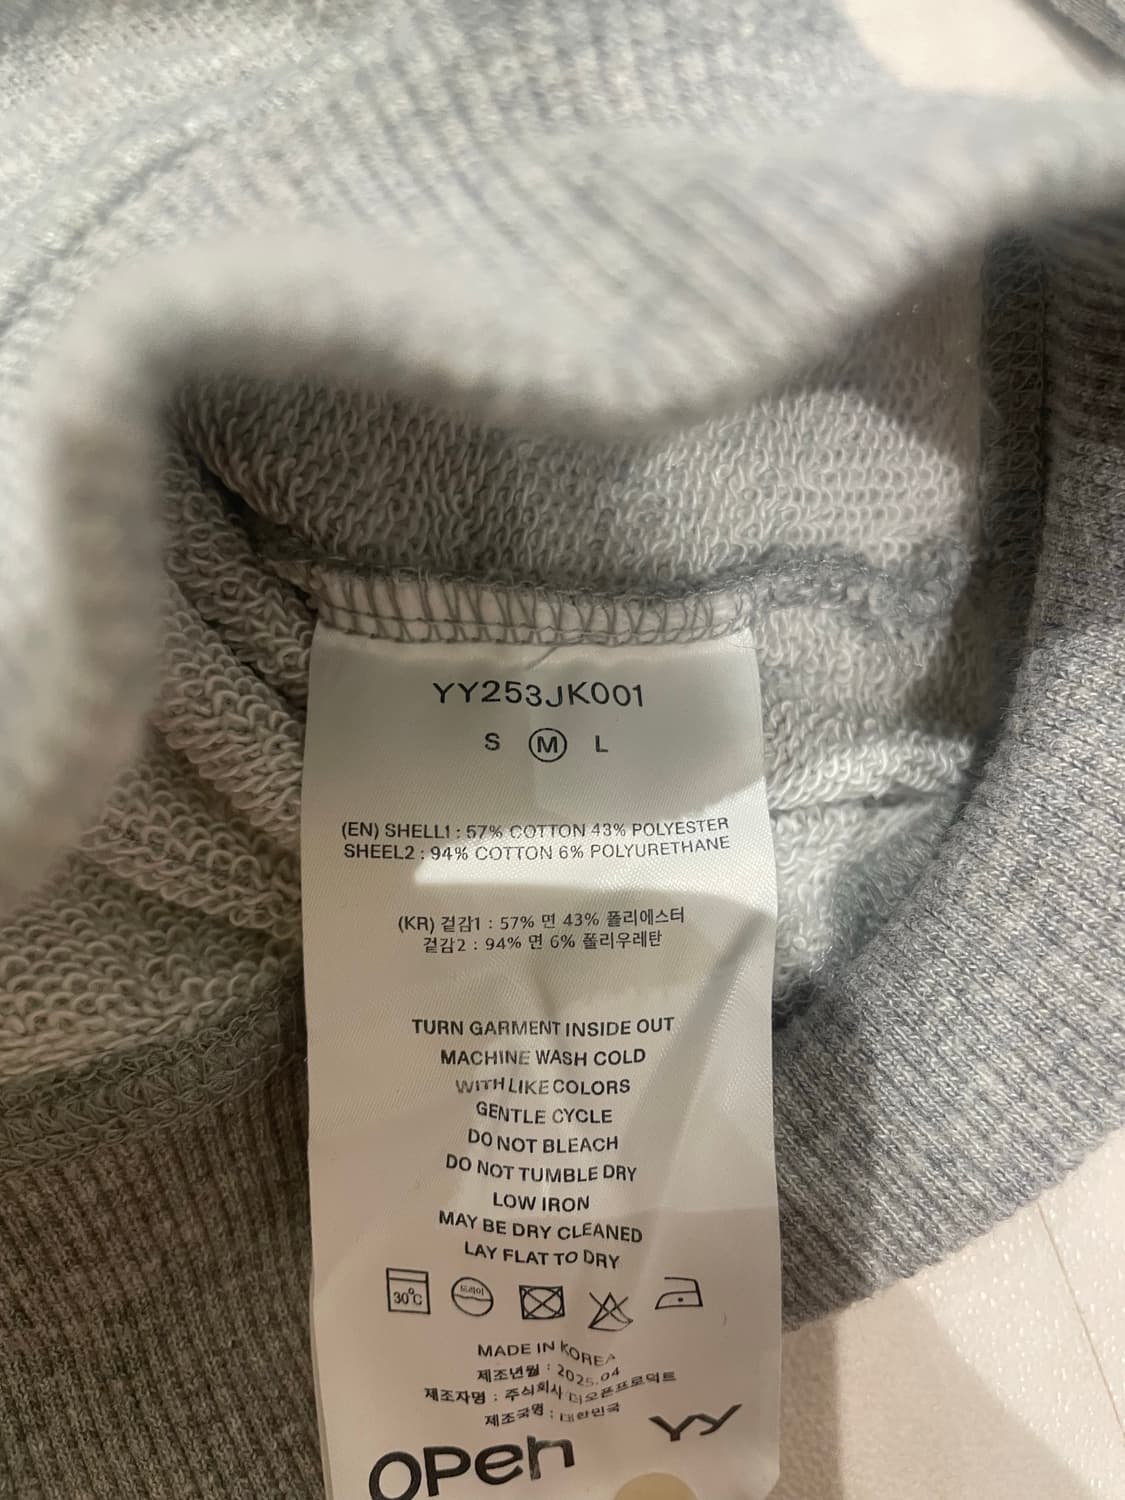 YY253JK001
S M L
(EN) SHELL1 : 57% COTTON 43% POLYESTER
SHEEL2 : 94% COTTON 6% POLYURETHANE
(KR) 겉감1 : 57% 면 43% 폴리에스터
겉감2 : 94% 면 6% 폴리우레탄
TURN GARMENT INSIDE OUT
MACHINE WASH COLD
WITH LIKE COLORS
GENTLE CYCLE
DO NOT BLEACH
DO NOT TUMBLE DRY
LOW IRON
MAY BE DRY CLEANED
LAY FLAT TO DRY
30°C 드라이
MADE IN KOREA
제조년월 : 2025.04
제조자명 : 주식회사 더오픈프로덕트
제조국명 : 대한민국
OPEN YY